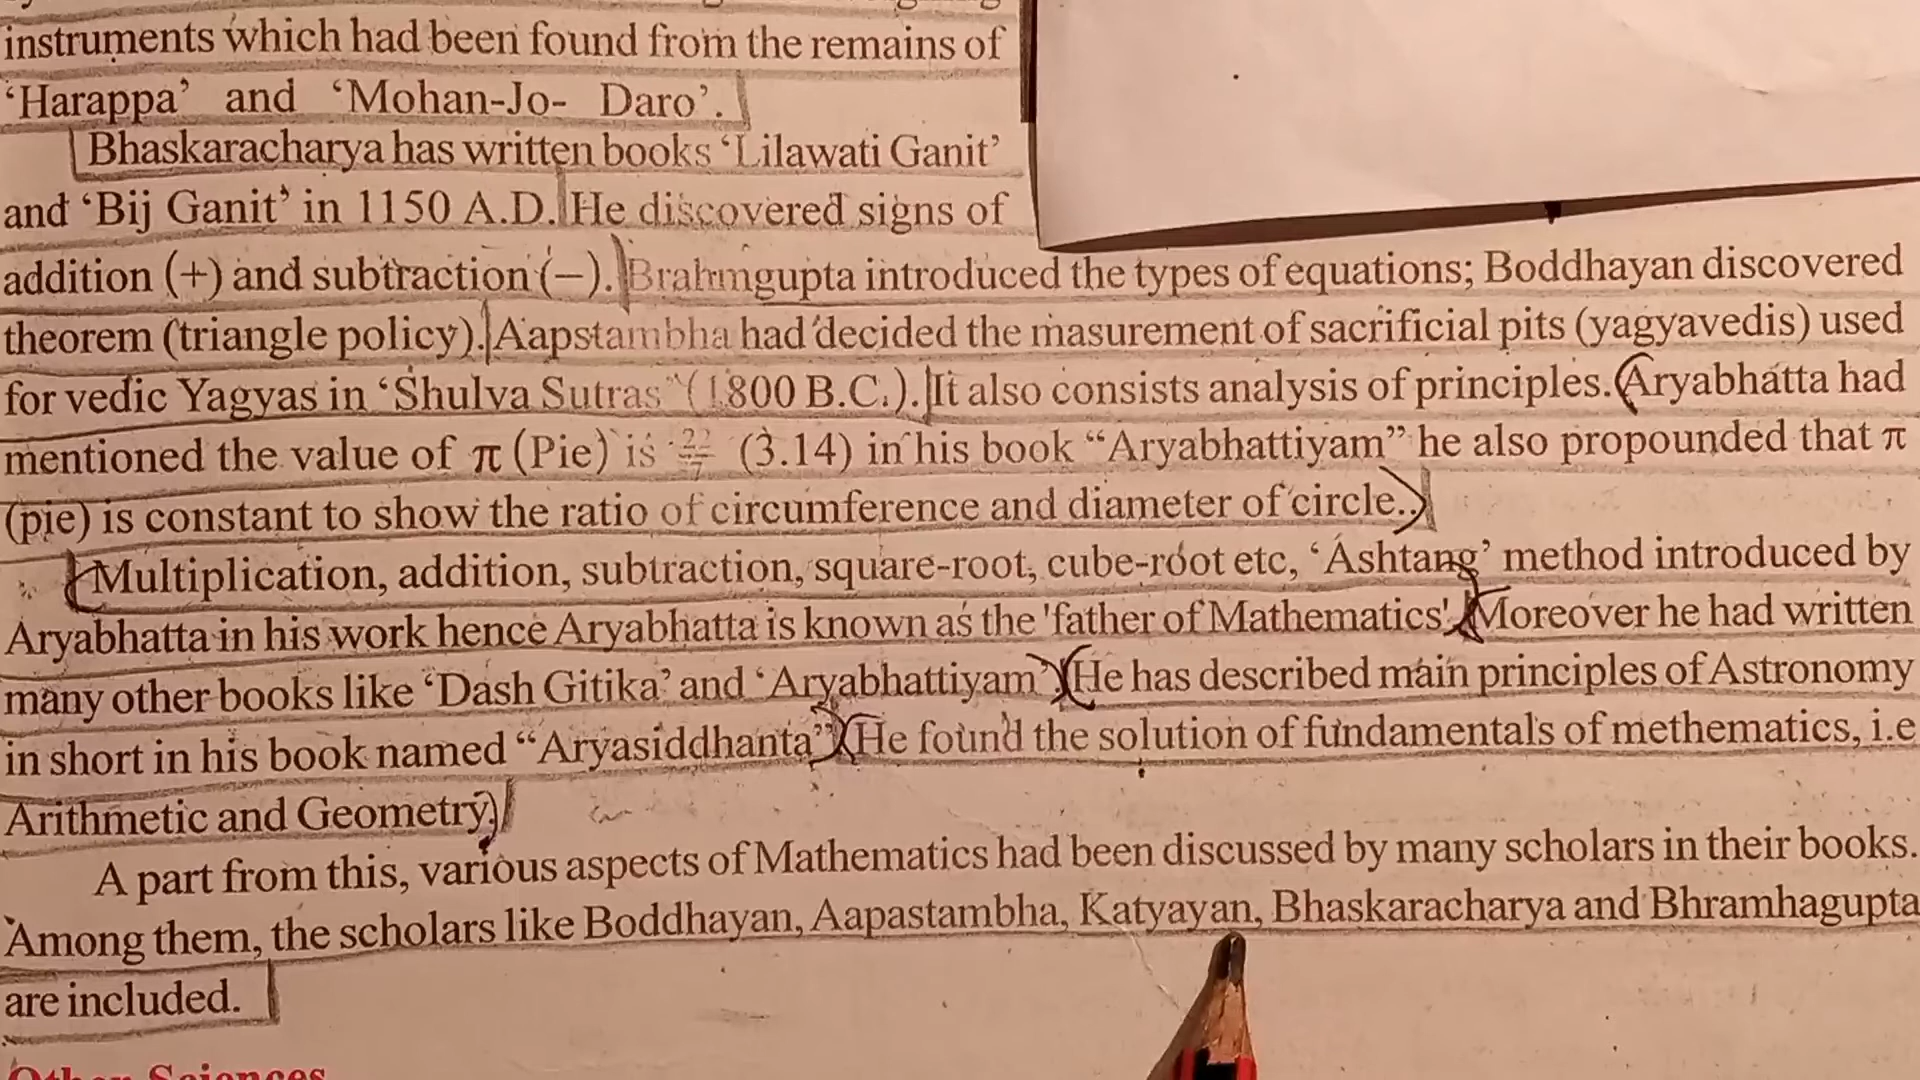 instruments which had been found from the remains of
‘Harappa’ and ‘Mohan-Jo- Daro’.
Bhaskaracharya has written books ‘Lilawati Ganit’
and ‘Bij Ganit’ in 1150 A.D. He discovered signs of
addition (+) and subtraction (−). Brahmgupta introduced the types of equations; Boddhayan discovered
theorem (triangle policy). Aapstambha had decided the masurement of sacrificial pits (yagyavedis) used
for vedic Yagyas in ‘Shulva Sutras’ (1800 B.C.). It also consists analysis of principles. Aryabhatta had
mentioned the value of π (Pie) is 22/7 (3.14) in his book “Aryabhattiyam” he also propounded that π
(pie) is constant to show the ratio of circumference and diameter of circle..
Multiplication, addition, subtraction, square-root, cube-root etc, ‘Ashtang’ method introduced by
Aryabhatta in his work hence Aryabhatta is known as the 'father of Mathematics'. Moreover he had written
many other books like ‘Dash Gitika’ and ‘Aryabhattiyam’. He has described main principles of Astronomy
in short in his book named “Aryasiddhanta” He found the solution of fundamentals of methematics, i.e
Arithmetic and Geometry.
A part from this, various aspects of Mathematics had been discussed by many scholars in their books.
Among them, the scholars like Boddhayan, Aapastambha, Katyayan, Bhaskaracharya and Bhramhagupta
are included.
Other Sciences